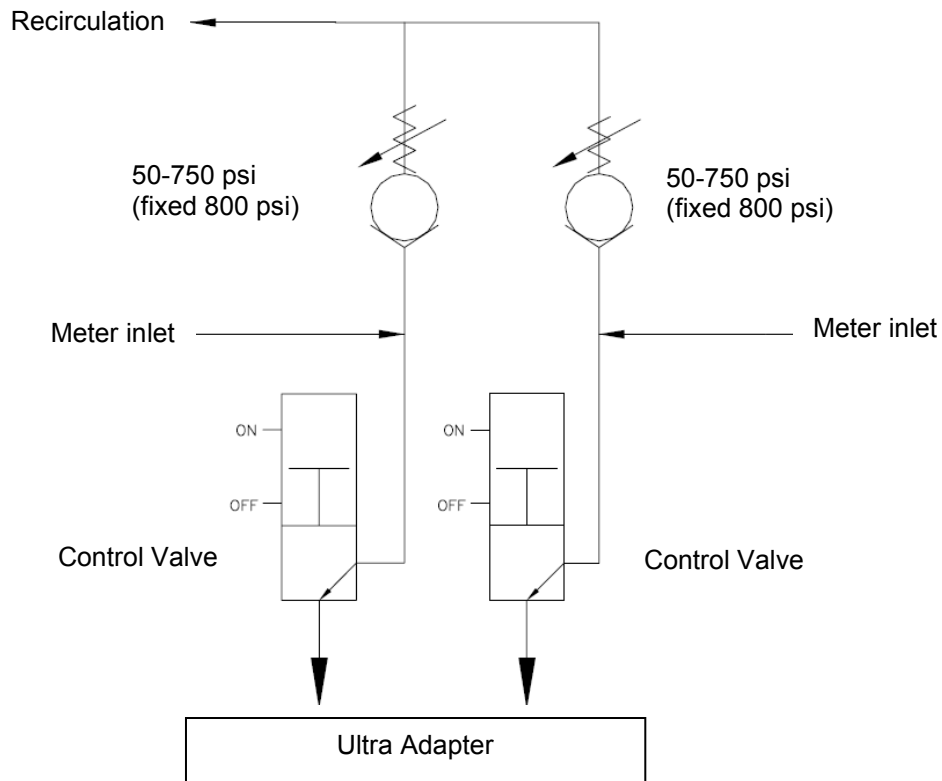 Recirculation
50-750 psi
(fixed 800 psi)
50-750 psi
(fixed 800 psi)
Meter inlet
Meter inlet
ON
OFF
ON
OFF
Control Valve
Control Valve
Ultra Adapter